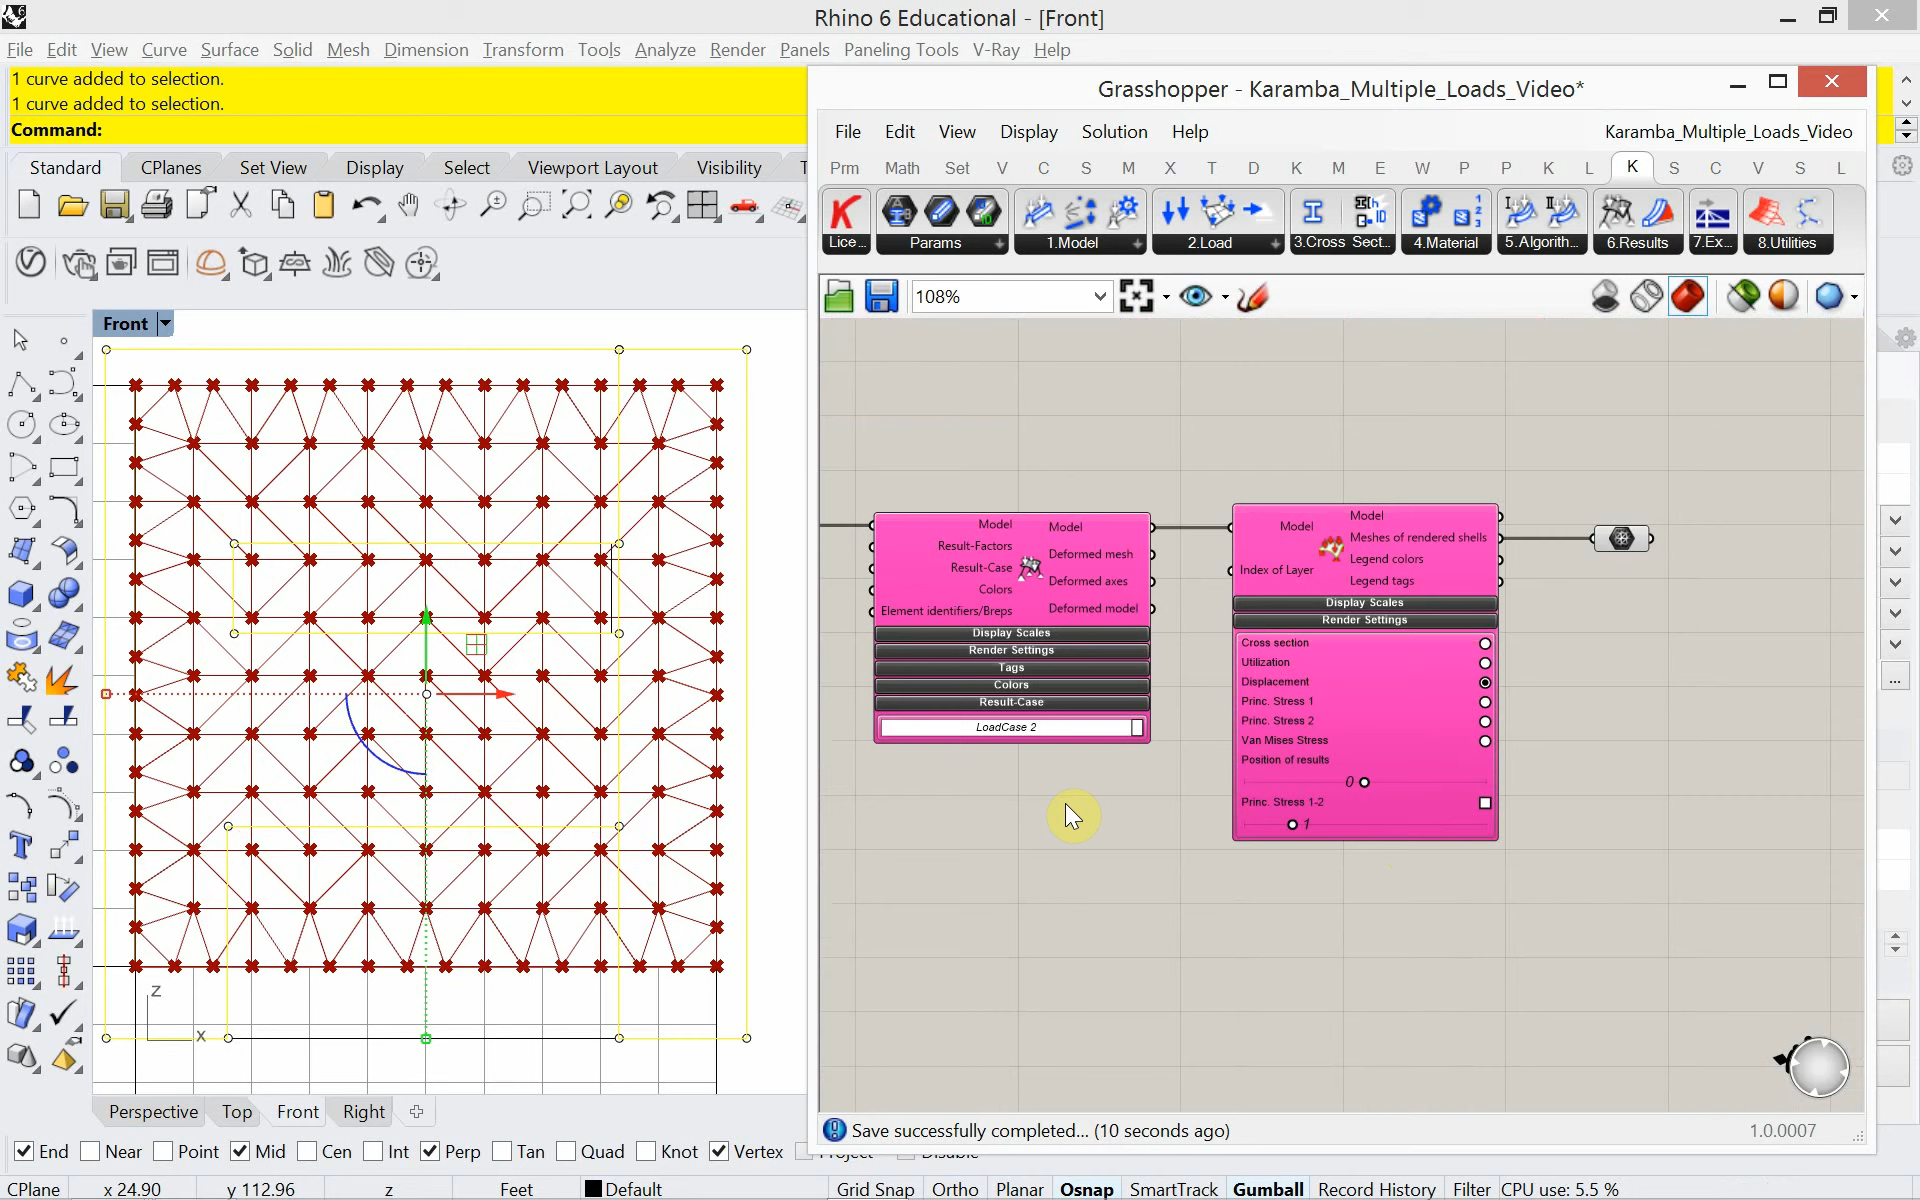 Rhino 6 Educational - [Front]
File Edit View Curve Surface Solid Mesh Dimension Transform Tools Analyze Render Panels Paneling Tools V-Ray Help
1 curve added to selection.
1 curve added to selection.
Command:
Standard CPlanes Set View Display Select Viewport Layout Visibility T
Front
Z
X
Perspective Top Front Right
End Near Point Mid Cen Int Perp Tan Quad Knot Vertex
CPlane x 24.90 y 112.96 z Feet Default Grid Snap Ortho Planar Osnap SmartTrack Gumball Record History Filter CPU use: 5.5 %
Grasshopper - Karamba_Multiple_Loads_Video*
File Edit View Display Solution Help Karamba_Multiple_Loads_Video
Prm Math Set V C S M X T D K M E W P P K L K S C V S L
Lice... Params 1.Model 2.Load 3.Cross Sect... 4.Material 5.Algorith... 6.Results 7.Ex... 8.Utilities
108%
Model Model
Result-Factors Deformed mesh
Result-Case Deformed axes
Colors Deformed model
Element identifiers/Breps
Display Scales
Render Settings
Tags
Colors
Result-Case
LoadCase 2
Model
Model Meshes of rendered shells
Index of Layer Legend colors
Legend tags
Display Scales
Render Settings
Cross section
Utilization
Displacement
Princ. Stress 1
Princ. Stress 2
Van Mises Stress
Position of results
0
Princ. Stress 1-2
1
Save successfully completed... (10 seconds ago) 1.0.0007